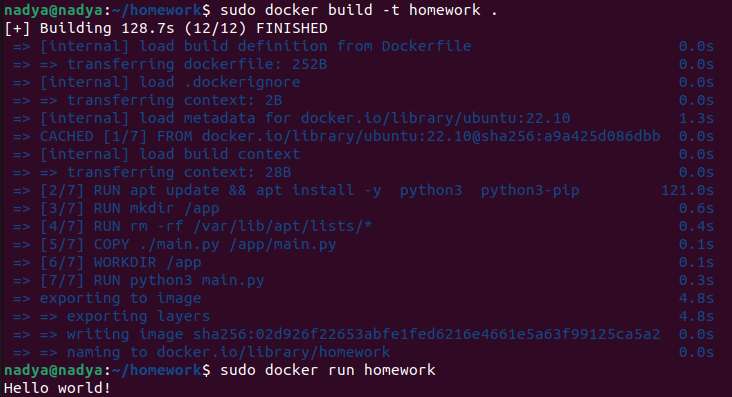 nadya@nadya:~/homework$ sudo docker build -t homework .
[+] Building 128.7s (12/12) FINISHED
=> [internal] load build definition from Dockerfile 0.0s
=> => transferring dockerfile: 252B 0.0s
=> [internal] load .dockerignore 0.0s
=> => transferring context: 2B 0.0s
=> [internal] load metadata for docker.io/library/ubuntu:22.10 1.3s
=> CACHED [1/7] FROM docker.io/library/ubuntu:22.10@sha256:a9a425d086dbb 0.0s
=> [internal] load build context 0.0s
=> => transferring context: 28B 0.0s
=> [2/7] RUN apt update && apt install -y  python3  python3-pip 121.0s
=> [3/7] RUN mkdir /app 0.6s
=> [4/7] RUN rm -rf /var/lib/apt/lists/* 0.4s
=> [5/7] COPY ./main.py /app/main.py 0.1s
=> [6/7] WORKDIR /app 0.1s
=> [7/7] RUN python3 main.py 0.3s
=> exporting to image 4.8s
=> => exporting layers 4.8s
=> => writing image sha256:02d926f22653abfe1fed6216e4661e5a63f99125ca5a2 0.0s
=> => naming to docker.io/library/homework 0.0s
nadya@nadya:~/homework$ sudo docker run homework
Hello world!